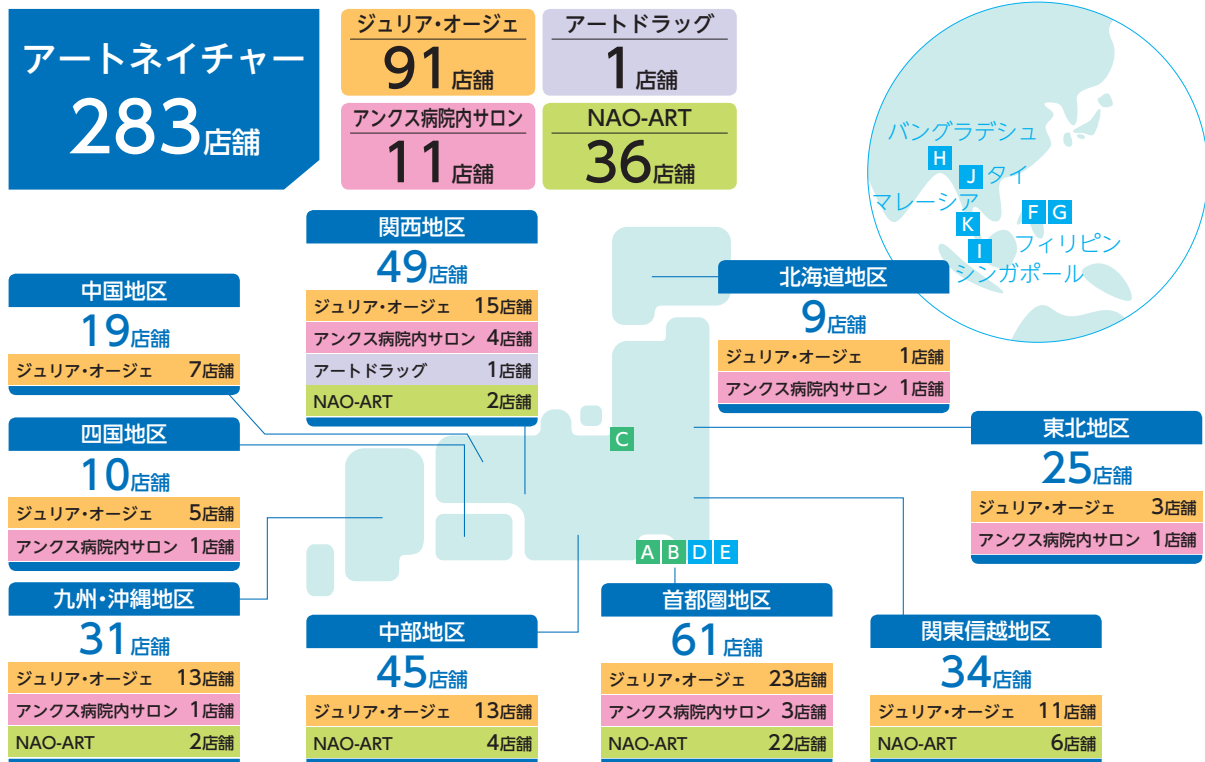 アートネイチャー
283店舗
ジュリア・オージェ
91店舗
アートドラッグ
1店舗
アンクス病院内サロン
11店舗
NAO-ART
36店舗
バングラデシュ
H
J タイ
マレーシア
K
F G
フィリピン
I
シンガポール
関西地区
49店舗
ジュリア・オージェ 15店舗
アンクス病院内サロン 4店舗
アートドラッグ 1店舗
NAO-ART 2店舗
北海道地区
9店舗
ジュリア・オージェ 1店舗
アンクス病院内サロン 1店舗
中国地区
19店舗
ジュリア・オージェ 7店舗
四国地区
10店舗
ジュリア・オージェ 5店舗
アンクス病院内サロン 1店舗
C
東北地区
25店舗
ジュリア・オージェ 3店舗
アンクス病院内サロン 1店舗
A B D E
九州・沖縄地区
31店舗
ジュリア・オージェ 13店舗
アンクス病院内サロン 1店舗
NAO-ART 2店舗
中部地区
45店舗
ジュリア・オージェ 13店舗
NAO-ART 4店舗
首都圏地区
61店舗
ジュリア・オージェ 23店舗
アンクス病院内サロン 3店舗
NAO-ART 22店舗
関東信越地区
34店舗
ジュリア・オージェ 11店舗
NAO-ART 6店舗